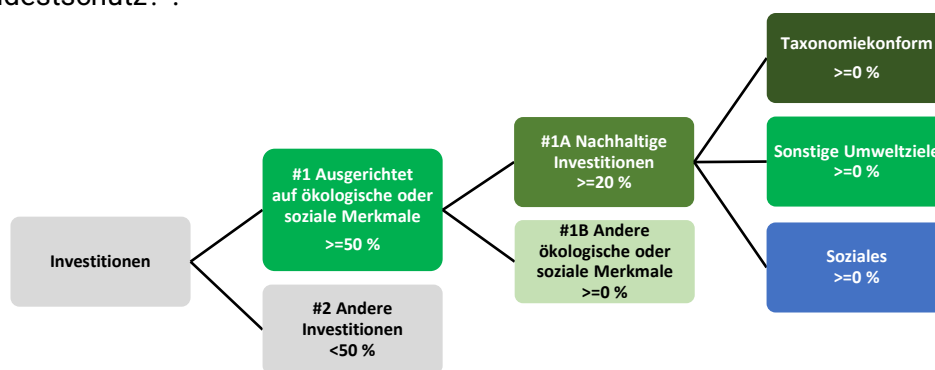 Taxonomiekonform
>=0 %
#1A Nachhaltige
Investitionen
>=20 %
Sonstige Umweltziele
>=0 %
#1 Ausgerichtet
auf ökologische oder
soziale Merkmale
>=50 %
#1B Andere
ökologische oder
soziale Merkmale
>=0 %
Soziales
>=0 %
Investitionen
#2 Andere
Investitionen
<50 %